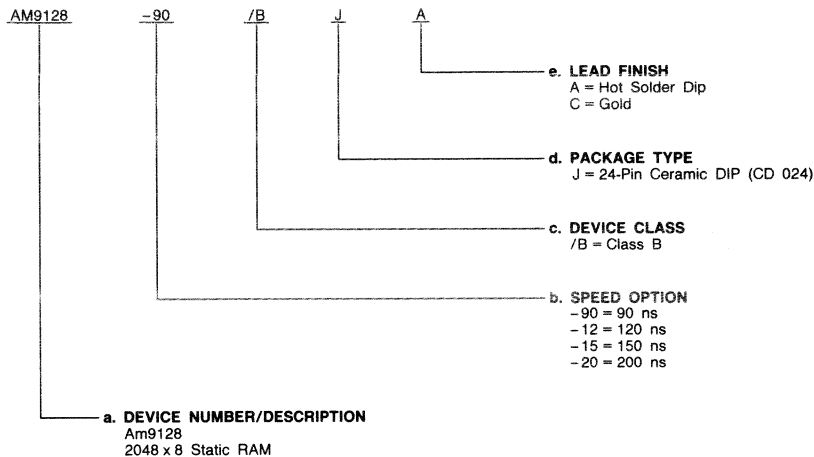 AM9128 -90 /B J A
e. LEAD FINISH
A = Hot Solder Dip
C = Gold
d. PACKAGE TYPE
J = 24-Pin Ceramic DIP (CD 024)
c. DEVICE CLASS
/B = Class B
b. SPEED OPTION
-90 = 90 ns
-12 = 120 ns
-15 = 150 ns
-20 = 200 ns
a. DEVICE NUMBER/DESCRIPTION
Am9128
2048 x 8 Static RAM